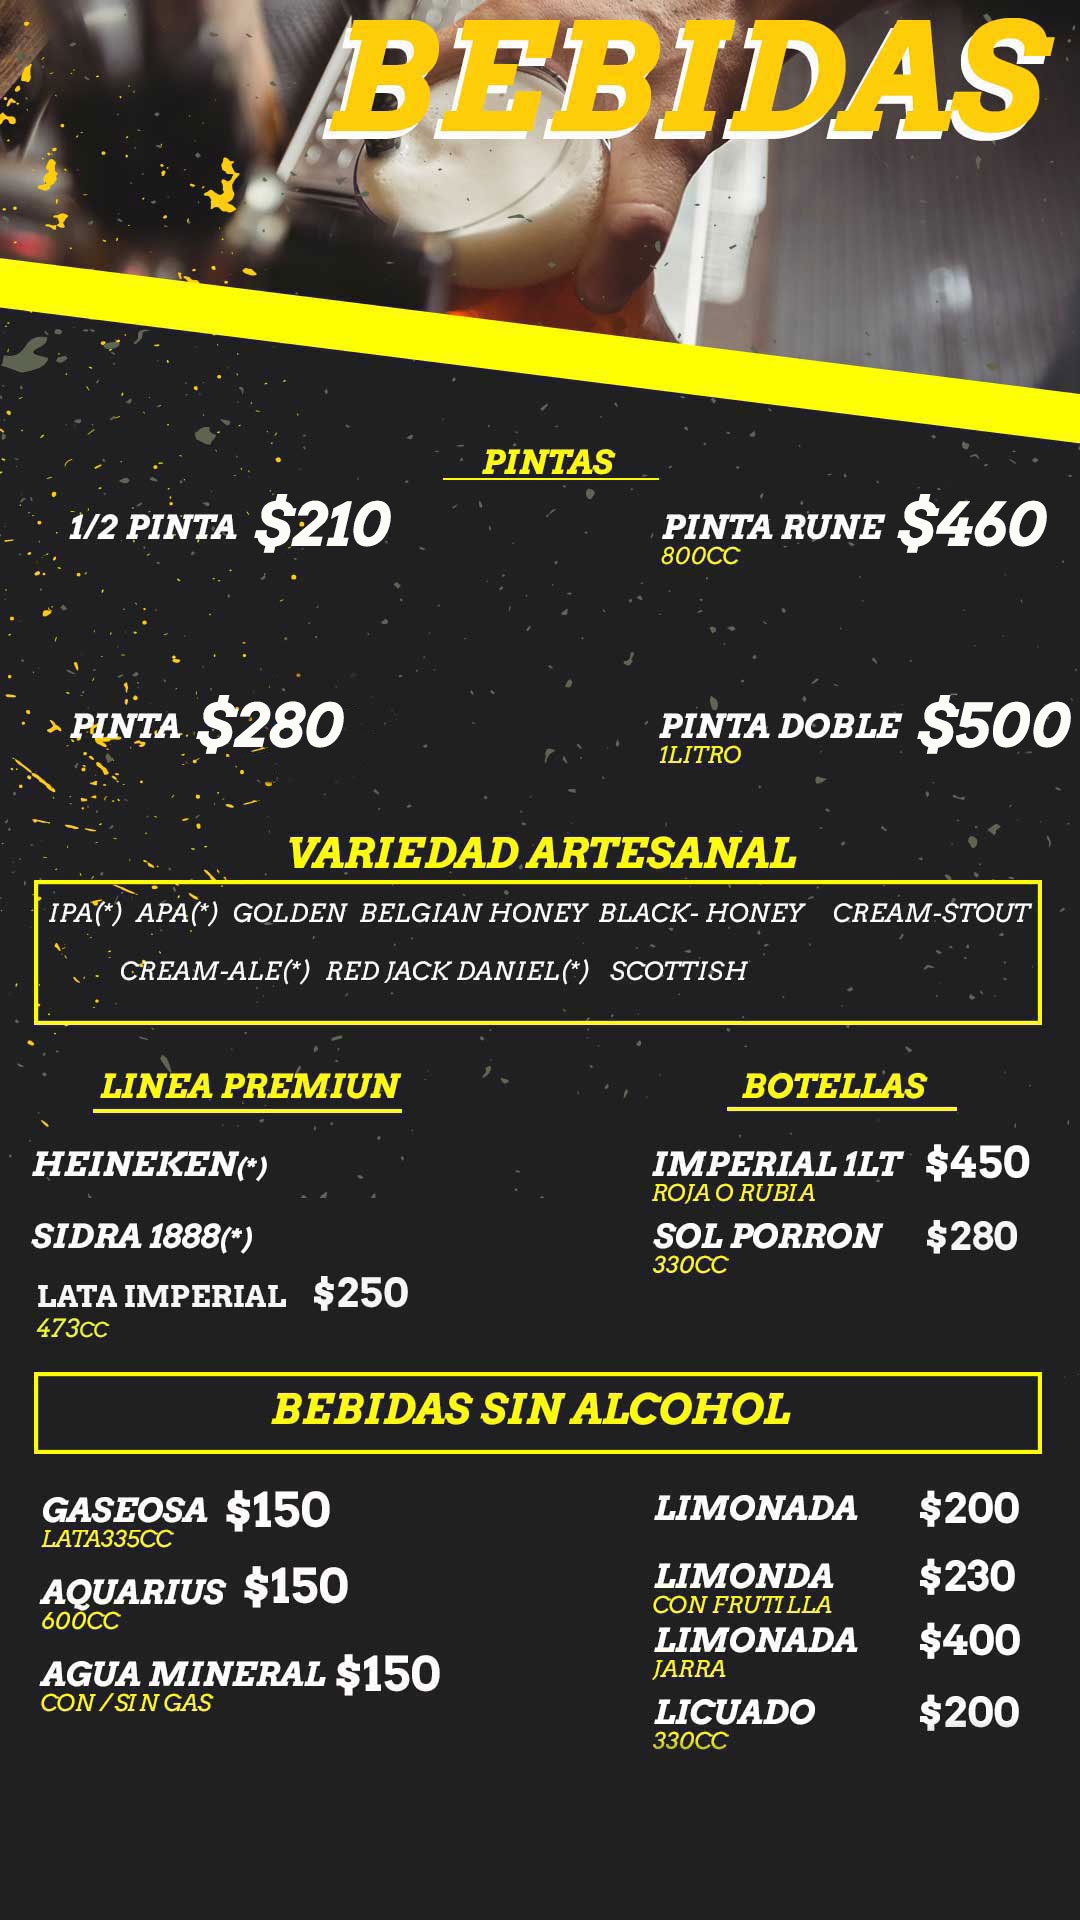 BEBIDAS
PINTAS
1/2 PINTA $210
PINTA RUNE $460
800CC
PINTA $280
PINTA DOBLE $500
1LITRO
VARIEDAD ARTESANAL
IPA(*) APA(*) GOLDEN BELGIAN HONEY BLACK- HONEY CREAM-STOUT
CREAM-ALE(*) RED JACK DANIEL(*) SCOTTISH
LINEA PREMIUN
HEINEKEN(*)
SIDRA 1888(*)
LATA IMPERIAL $250
473CC
BOTELLAS
IMPERIAL 1LT $450
ROJA O RUBIA
SOL PORRON $280
330CC
BEBIDAS SIN ALCOHOL
GASEOSA $150
LATA335CC
AQUARIUS $150
600CC
AGUA MINERAL $150
CON / SIN GAS
LIMONADA $200
LIMONDA $230
CON FRUTILLA
LIMONADA $400
JARRA
LICUADO $200
330CC